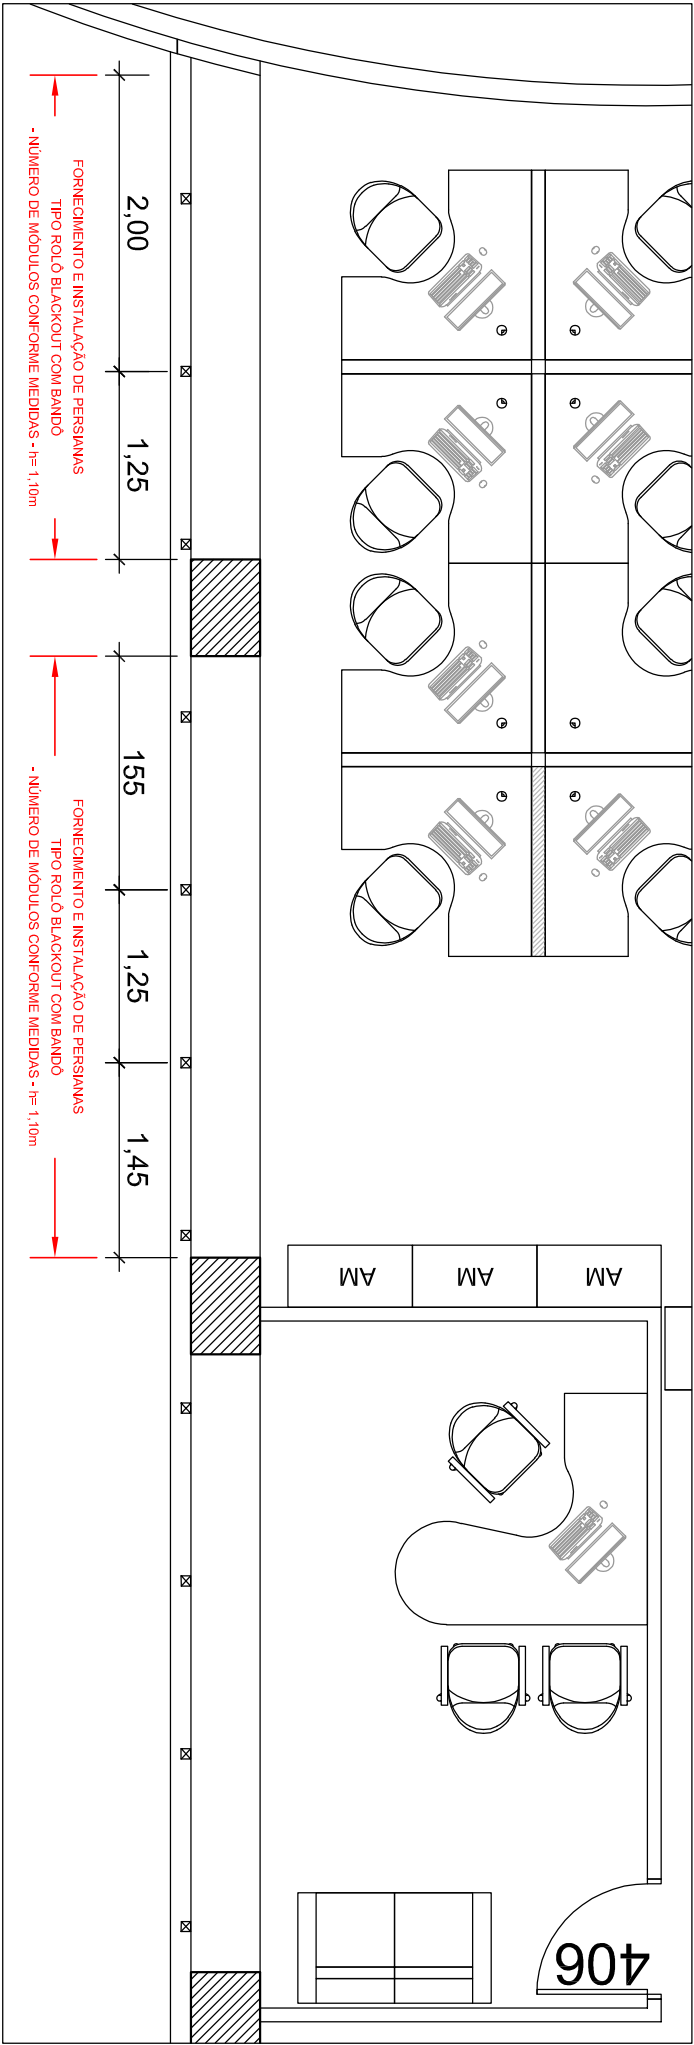 2,00
1,25
FORNECIMENTO E INSTALAÇÃO DE PERSIANAS
TIPO ROLÔ BLACKOUT COM BANDÔ
- NÚMERO DE MÓDULOS CONFORME MEDIDAS - h= 1,10m
155
1,25
1,45
FORNECIMENTO E INSTALAÇÃO DE PERSIANAS
TIPO ROLÔ BLACKOUT COM BANDÔ
- NÚMERO DE MÓDULOS CONFORME MEDIDAS - h= 1,10m
AM
AM
AM
406